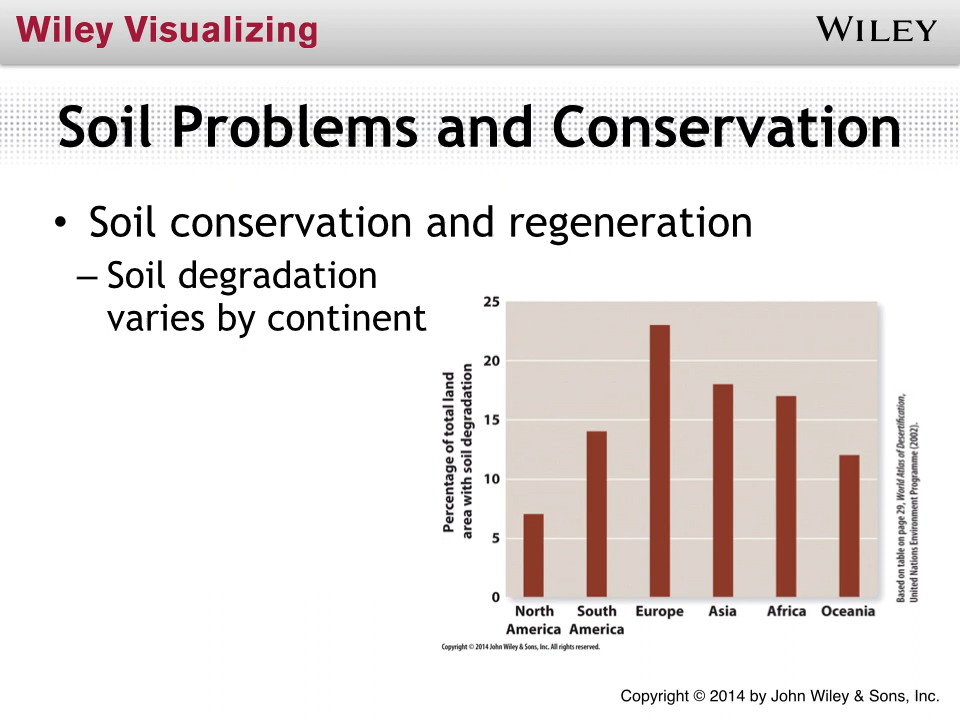 Wiley Visualizing
WILEY
Soil Problems and Conservation
• Soil conservation and regeneration
– Soil degradation
varies by continent
Percentage of total land
area with soil degradation
25
20
15
10
5
0
North
America
South
America
Europe
Asia
Africa
Oceania
Based on table on page 29, World Atlas of Desertification,
United Nations Environment Programme (2002).
Copyright © 2014 John Wiley & Sons, Inc. All rights reserved.
Copyright © 2014 by John Wiley & Sons, Inc.